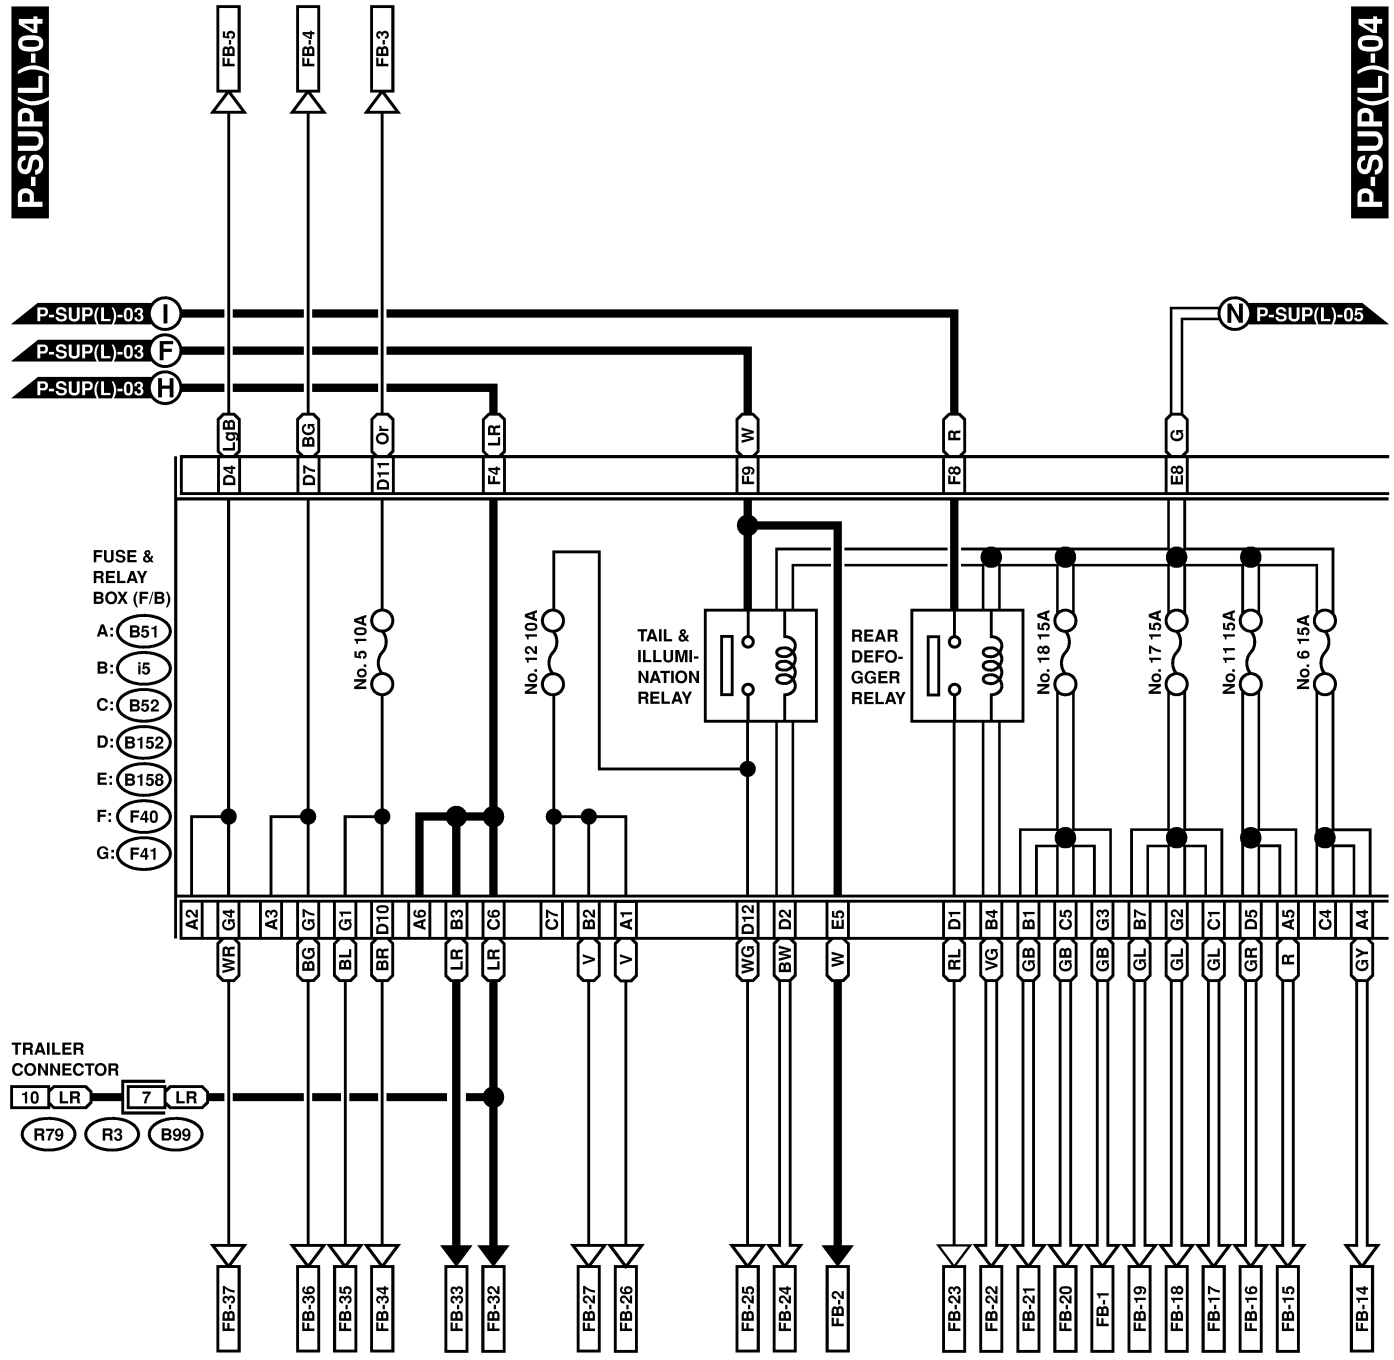 P-SUP(L)-04
FB-5
FB-4
FB-3
P-SUP(L)-04
P-SUP(L)-03 I
N P-SUP(L)-05
P-SUP(L)-03 F
P-SUP(L)-03 H
LgB
BG
Or
LR
W
R
G
D4
D7
D11
F4
F9
F8
E8
FUSE &
RELAY
BOX (F/B)
A: B51
B: i5
C: B52
D: B152
E: B158
F: F40
G: F41
No. 5 10A
No. 12 10A
TAIL &
ILLUMI-
NATION
RELAY
REAR
DEFO-
GGER
RELAY
No. 18 15A
No. 17 15A
No. 11 15A
No. 6 15A
A2
G4
A3
G7
G1
D10
A6
B3
C6
C7
B2
A1
D12
D2
E5
D1
B4
B1
C5
G3
B7
G2
C1
D5
A5
C4
A4
WR
BG
BL
BR
LR
LR
V
V
WG
BW
W
RL
VG
GB
GB
GB
GL
GL
GL
GR
R
GY
TRAILER
CONNECTOR
10 LR 7 LR
R79 R3 B99
FB-37
FB-36
FB-35
FB-34
FB-33
FB-32
FB-27
FB-26
FB-25
FB-24
FB-2
FB-23
FB-22
FB-21
FB-20
FB-1
FB-19
FB-18
FB-17
FB-16
FB-15
FB-14